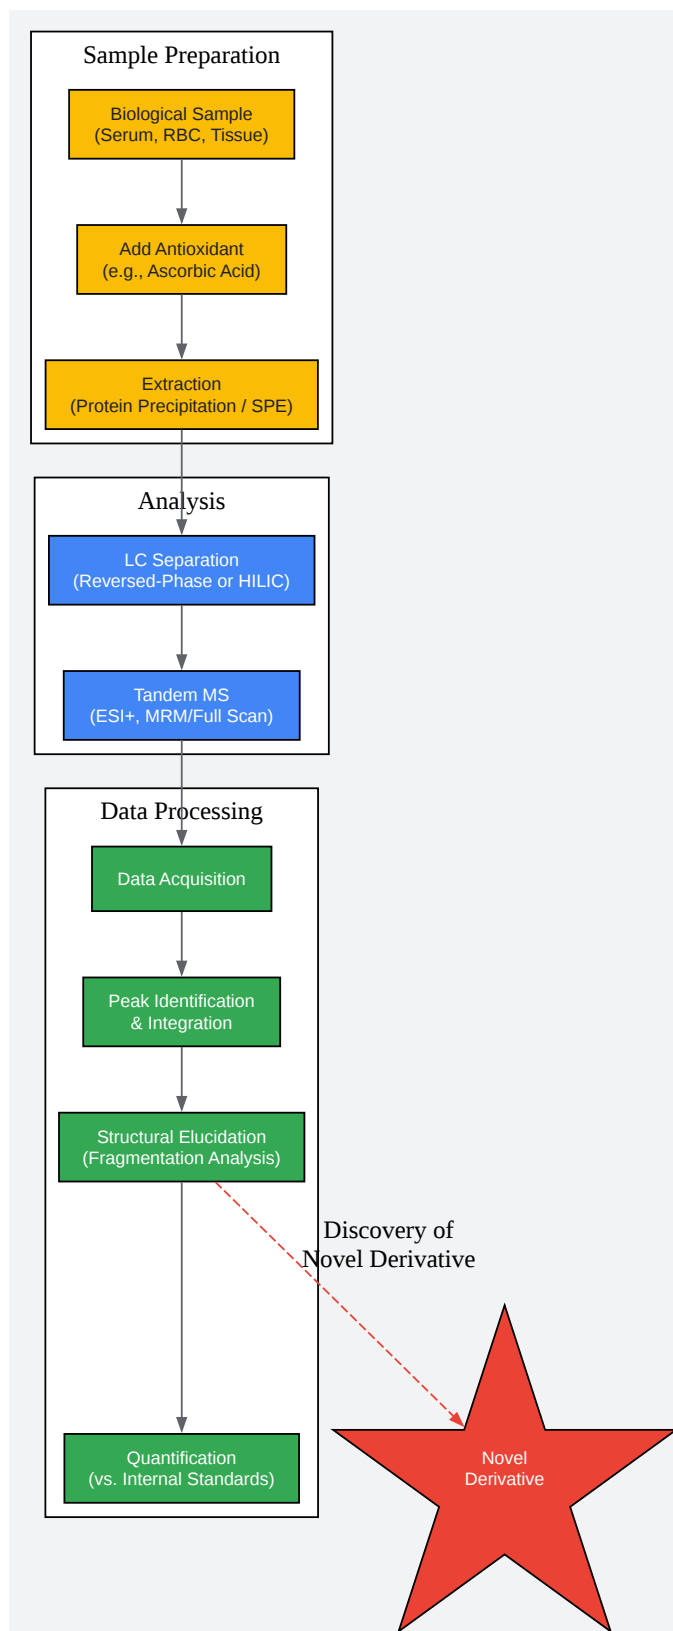 Sample Preparation
Biological Sample
(Serum, RBC, Tissue)
Add Antioxidant
(e.g., Ascorbic Acid)
Extraction
(Protein Precipitation / SPE)
Analysis
LC Separation
(Reversed-Phase or HILIC)
Tandem MS
(ESI+, MRM/Full Scan)
Data Processing
Data Acquisition
Peak Identification
& Integration
Structural Elucidation
(Fragmentation Analysis)
Discovery of
Novel Derivative
Quantification
(vs. Internal Standards)
Novel
Derivative